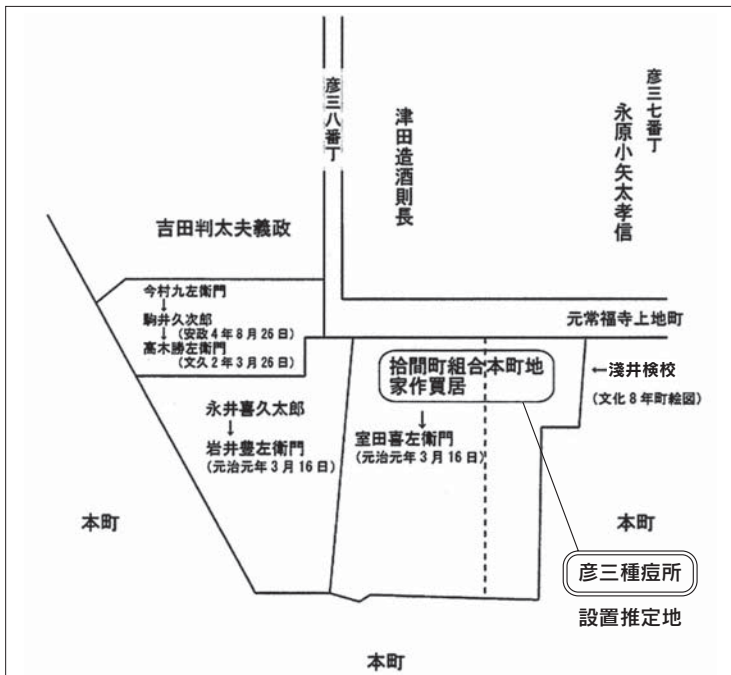 彦三八番丁
津田造酒則長
彦三七番丁
永原小矢太孝信
吉田判太夫義政
今村九左衛門
↓
駒井久次郎
↓(安政4年8月26日)
高木勝左衛門
(文久2年3月26日)
元常福寺上地町
拾間町組合本町地
家作買居
↓
室田喜左衛門
(元治元年3月16日)
←淺井検校
(文化8年町絵図)
永井喜久太郎
↓
岩井豊左衛門
(元治元年3月16日)
本町
本町
彦三種痘所
設置推定地
本町